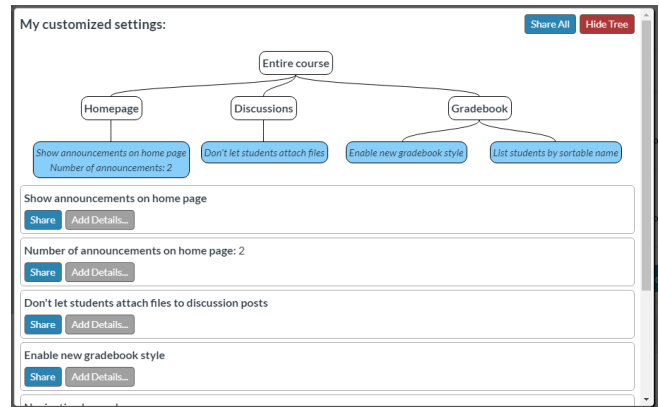 My customized settings:
Share All Hide Tree
Entire course
Homepage Discussions Gradebook
Show announcements on home page
Number of announcements: 2
Don't let students attach files
Enable new gradebook style
List students by sortable name
Show announcements on home page
Share Add Details...
Number of announcements on home page: 2
Share Add Details...
Don't let students attach files to discussion posts
Share Add Details...
Enable new gradebook style
Share Add Details...